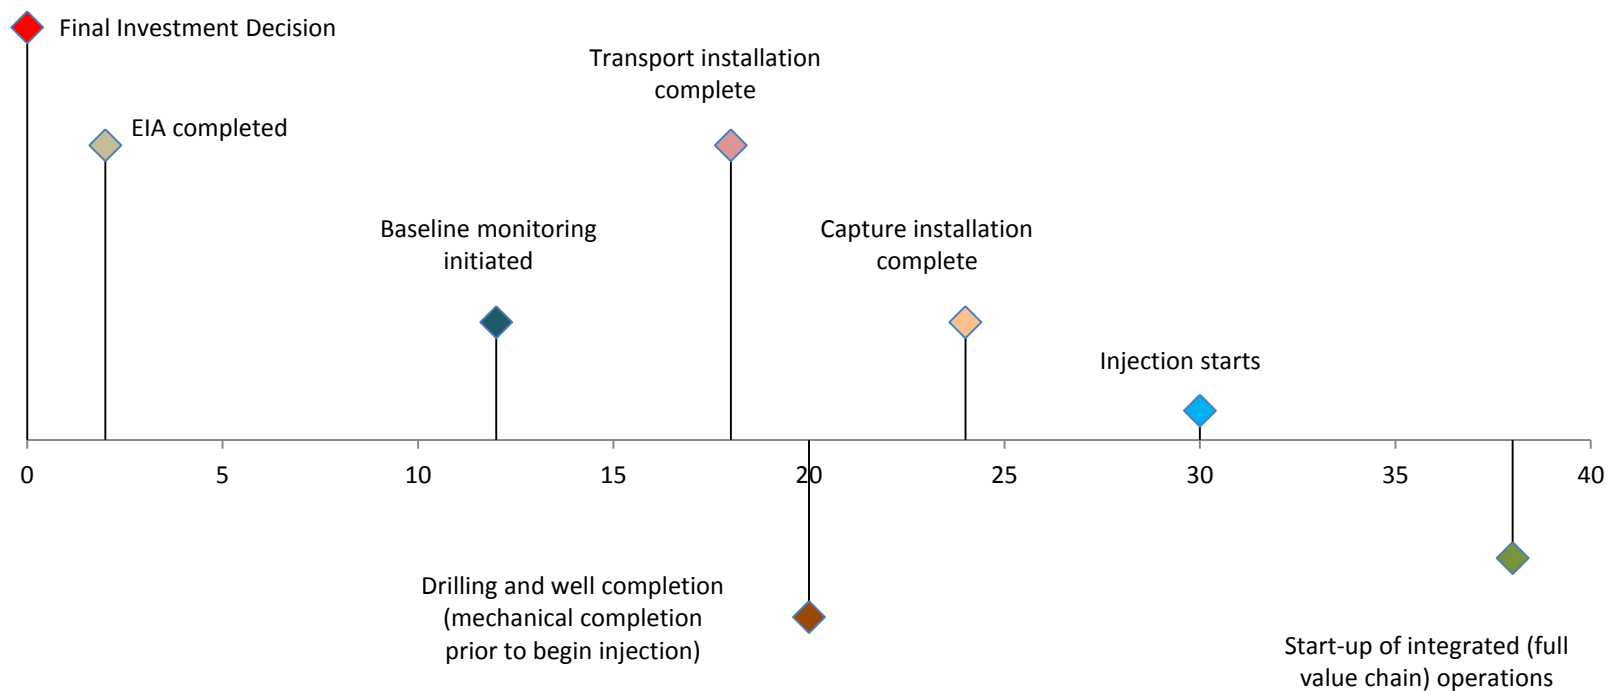 Final Investment Decision
Transport installation
complete
EIA completed
Baseline monitoring
initiated
Capture installation
complete
Injection starts
0 5 10 15 20 25 30 35 40
Drilling and well completion
(mechanical completion
prior to begin injection)
Start-up of integrated (full
value chain) operations